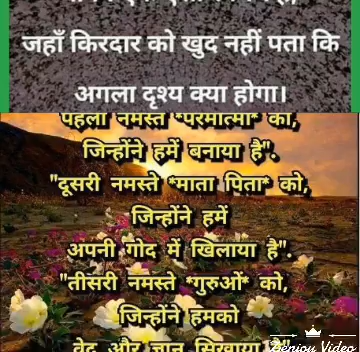 जहाँ किरदार को खुद नहीं पता कि
अगला दृश्य क्या होगा।
पहली नमस्ते *परमात्मा* को,
जिन्होंने हमें बनाया है".
"दूसरी नमस्ते *माता पिता* को,
जिन्होंने हमें
अपनी गोद में खिलाया है".
"तीसरी नमस्ते *गुरुओं* को,
जिन्होंने हमको
वेद और ज्ञान सिखाया है"
Video